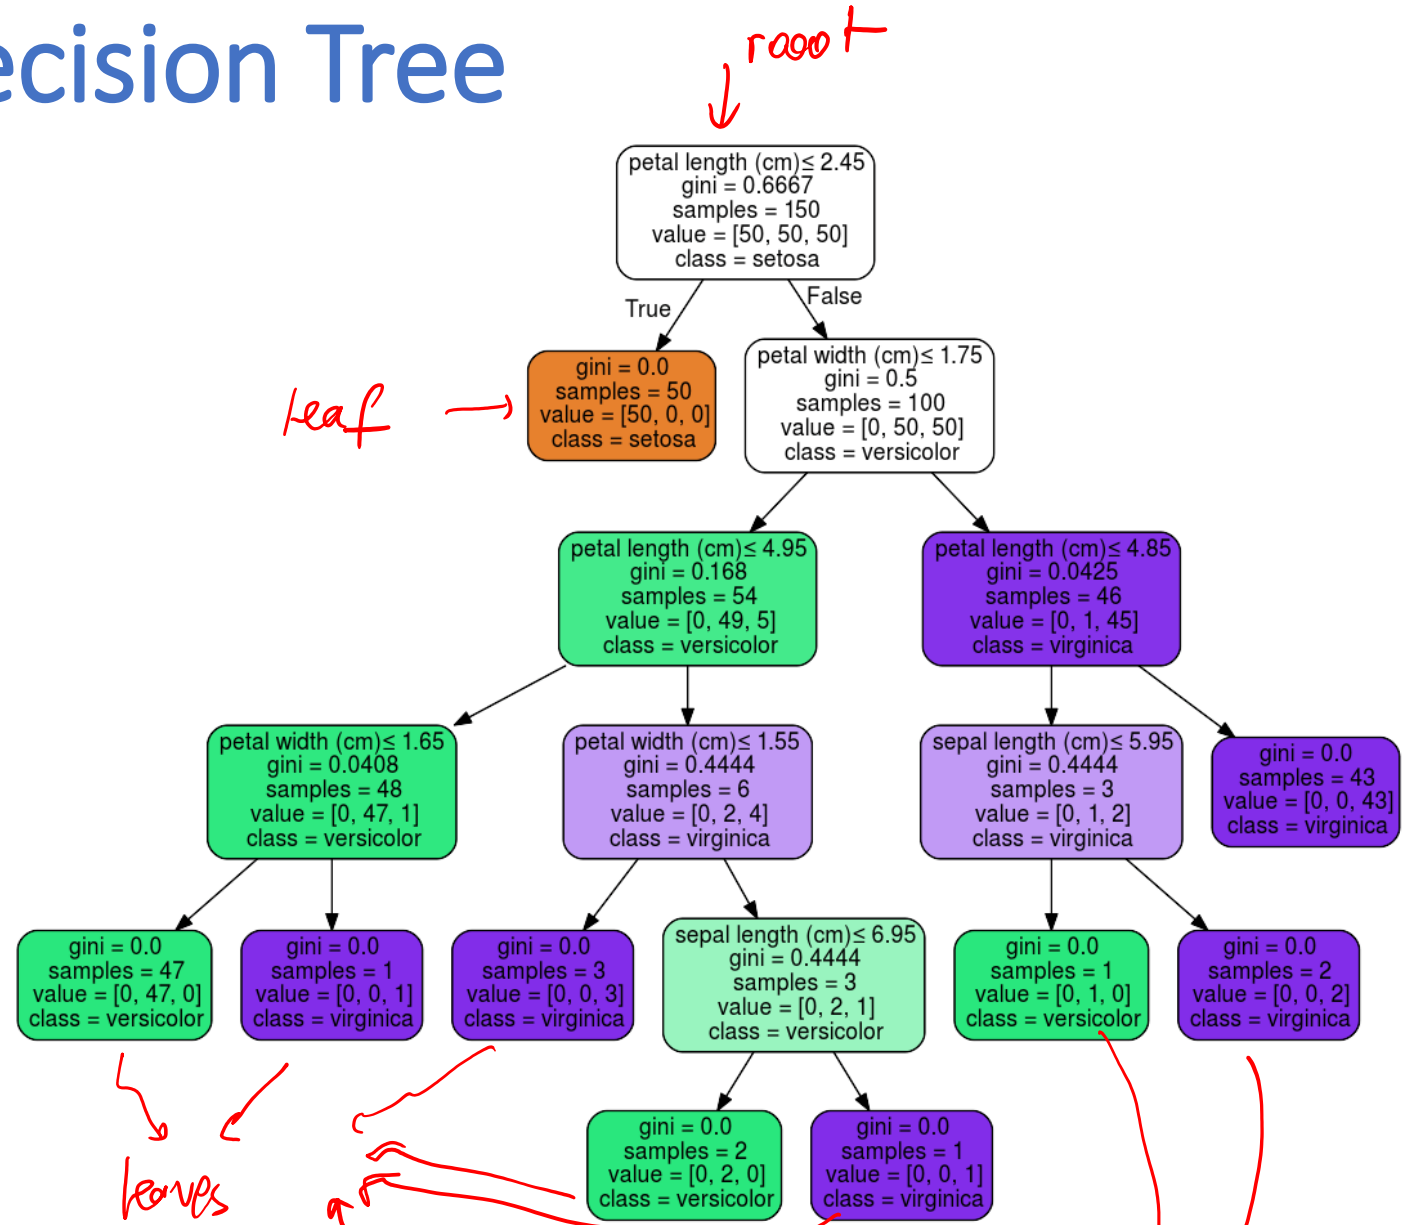 ecision Tree
rooot
petal length (cm)≤ 2.45
gini = 0.6667
samples = 150
value = [50, 50, 50]
class = setosa
True
False
leaf
gini = 0.0
samples = 50
value = [50, 0, 0]
class = setosa
petal width (cm)≤ 1.75
gini = 0.5
samples = 100
value = [0, 50, 50]
class = versicolor
petal length (cm)≤ 4.95
gini = 0.168
samples = 54
value = [0, 49, 5]
class = versicolor
petal length (cm)≤ 4.85
gini = 0.0425
samples = 46
value = [0, 1, 45]
class = virginica
petal width (cm)≤ 1.65
gini = 0.0408
samples = 48
value = [0, 47, 1]
class = versicolor
petal width (cm)≤ 1.55
gini = 0.4444
samples = 6
value = [0, 2, 4]
class = virginica
sepal length (cm)≤ 5.95
gini = 0.4444
samples = 3
value = [0, 1, 2]
class = virginica
gini = 0.0
samples = 43
value = [0, 0, 43]
class = virginica
gini = 0.0
samples = 47
value = [0, 47, 0]
class = versicolor
gini = 0.0
samples = 1
value = [0, 0, 1]
class = virginica
gini = 0.0
samples = 3
value = [0, 0, 3]
class = virginica
sepal length (cm)≤ 6.95
gini = 0.4444
samples = 3
value = [0, 2, 1]
class = versicolor
gini = 0.0
samples = 1
value = [0, 1, 0]
class = versicolor
gini = 0.0
samples = 2
value = [0, 0, 2]
class = virginica
gini = 0.0
samples = 2
value = [0, 2, 0]
class = versicolor
gini = 0.0
samples = 1
value = [0, 0, 1]
class = virginica
leaves